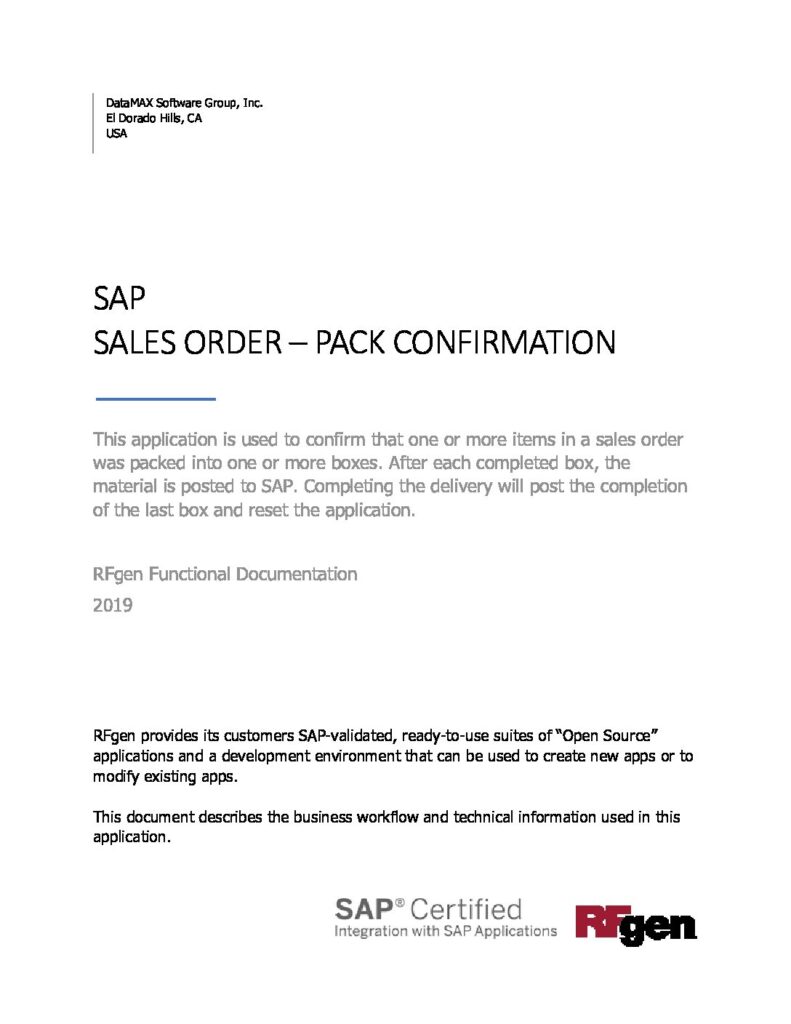 DataMAX Software Group, Inc.
El Dorado Hills, CA
USA
SAP
SALES ORDER – PACK CONFIRMATION
This application is used to confirm that one or more items in a sales order
was packed into one or more boxes. After each completed box, the
material is posted to SAP. Completing the delivery will post the completion
of the last box and reset the application.
RFgen Functional Documentation
2019
RFgen provides its customers SAP-validated, ready-to-use suites of “Open Source”
applications and a development environment that can be used to create new apps or to
modify existing apps.
This document describes the business workflow and technical information used in this
application.
SAP® Certified
Integration with SAP Applications
RFgen